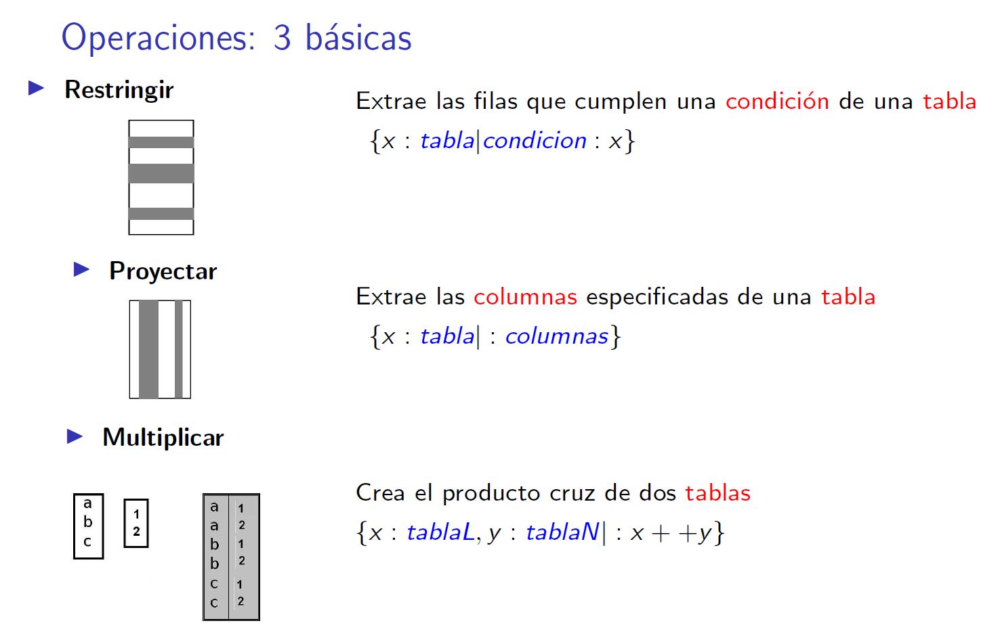 Operaciones: 3 básicas
Restringir
Extrae las filas que cumplen una condición de una tabla
{x : tabla|condicion : x}
Proyectar
Extrae las columnas especificadas de una tabla
{x : tabla| : columnas}
Multiplicar
a
b
c
1
2
a 1
a 2
b 1
b 2
c 1
c 2
Crea el producto cruz de dos tablas
{x : tablaL, y : tablaN| : x + +y}